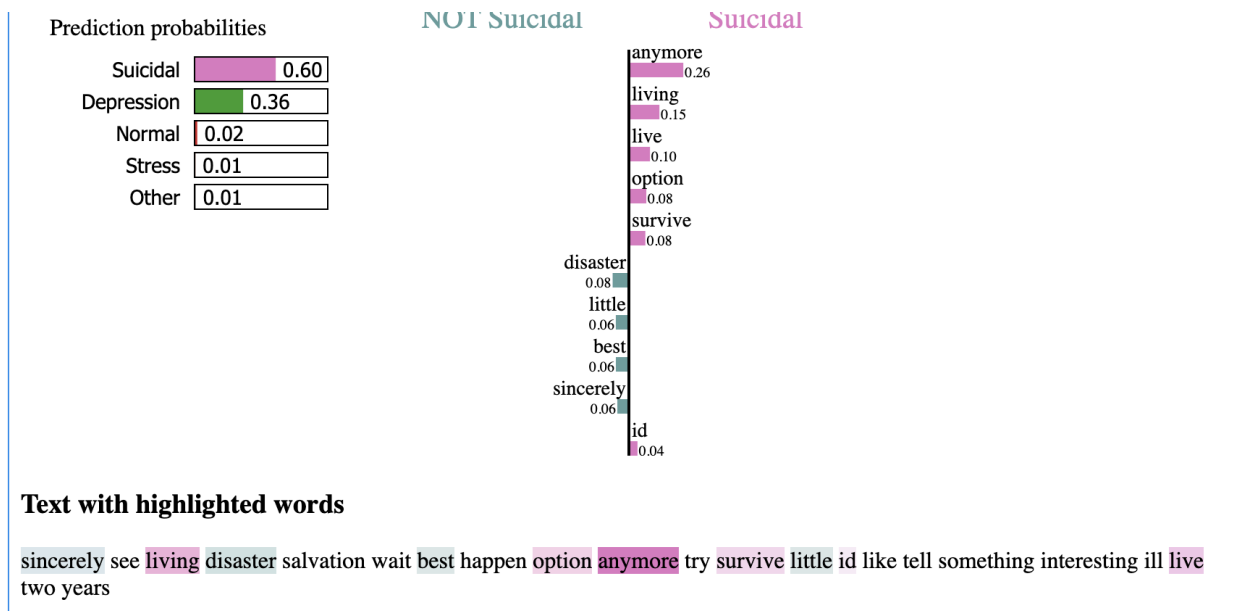 NOT Suicidal
Suicidal
Prediction probabilities
Suicidal 0.60
Depression 0.36
Normal 0.02
Stress 0.01
Other 0.01
anymore
0.26
living
0.15
live
0.10
option
0.08
survive
0.08
disaster
0.08
little
0.06
best
0.06
sincerely
0.06
id
0.04
Text with highlighted words
sincerely see living disaster salvation wait best happen option anymore try survive little id like tell something interesting ill live
two years